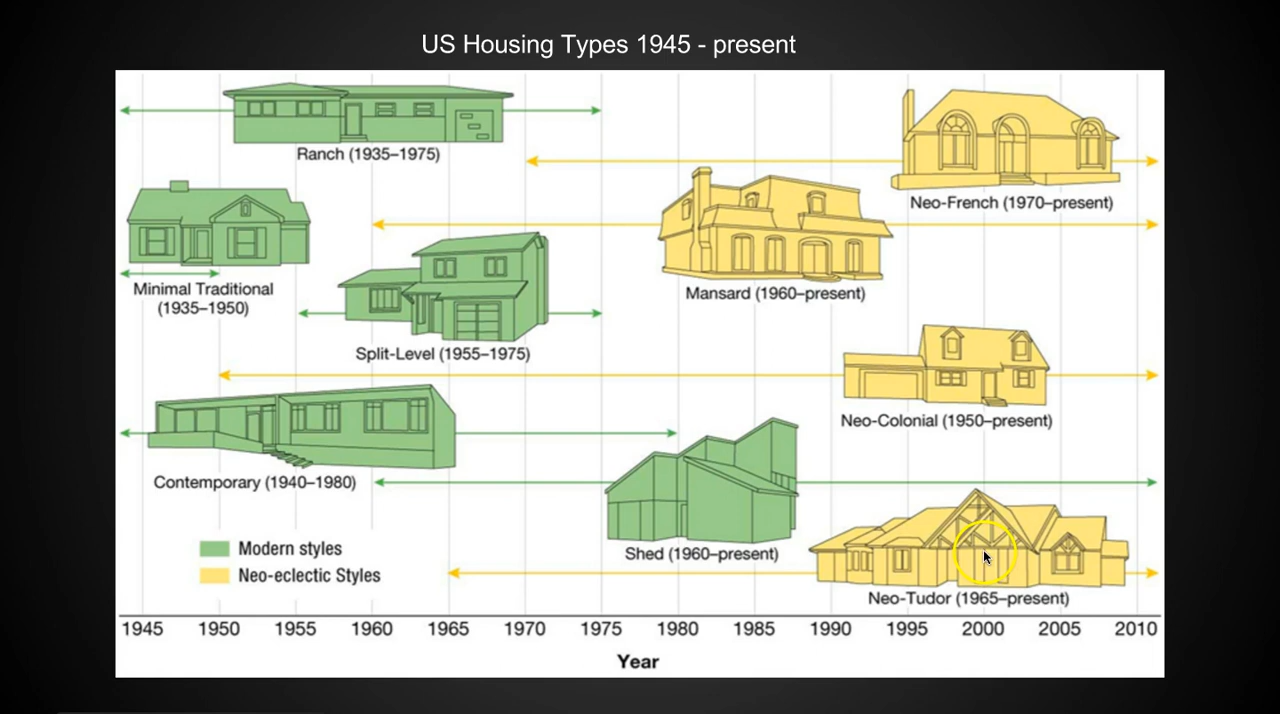 US Housing Types 1945 - present
Ranch (1935–1975)
Neo-French (1970–present)
Minimal Traditional
(1935–1950)
Mansard (1960–present)
Split-Level (1955–1975)
Neo-Colonial (1950–present)
Contemporary (1940–1980)
Shed (1960–present)
Modern styles
Neo-eclectic Styles
Neo-Tudor (1965–present)
1945 1950 1955 1960 1965 1970 1975 1980 1985 1990 1995 2000 2005 2010
Year